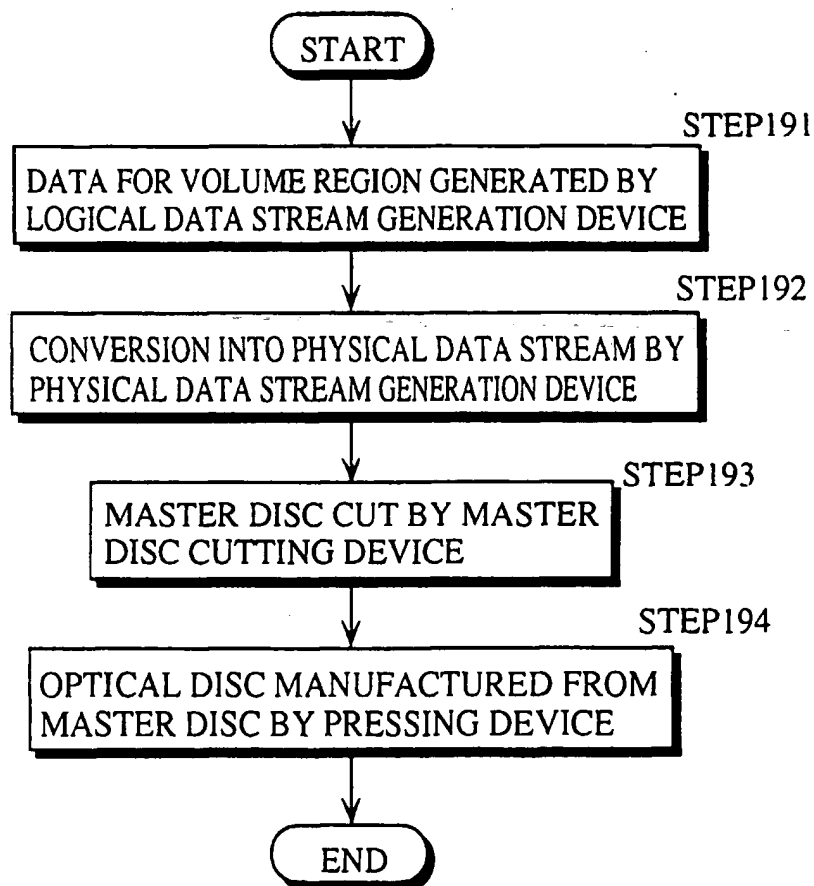 START
STEP191
DATA FOR VOLUME REGION GENERATED BY
LOGICAL DATA STREAM GENERATION DEVICE
STEP192
CONVERSION INTO PHYSICAL DATA STREAM BY
PHYSICAL DATA STREAM GENERATION DEVICE
STEP193
MASTER DISC CUT BY MASTER
DISC CUTTING DEVICE
STEP194
OPTICAL DISC MANUFACTURED FROM
MASTER DISC BY PRESSING DEVICE
END